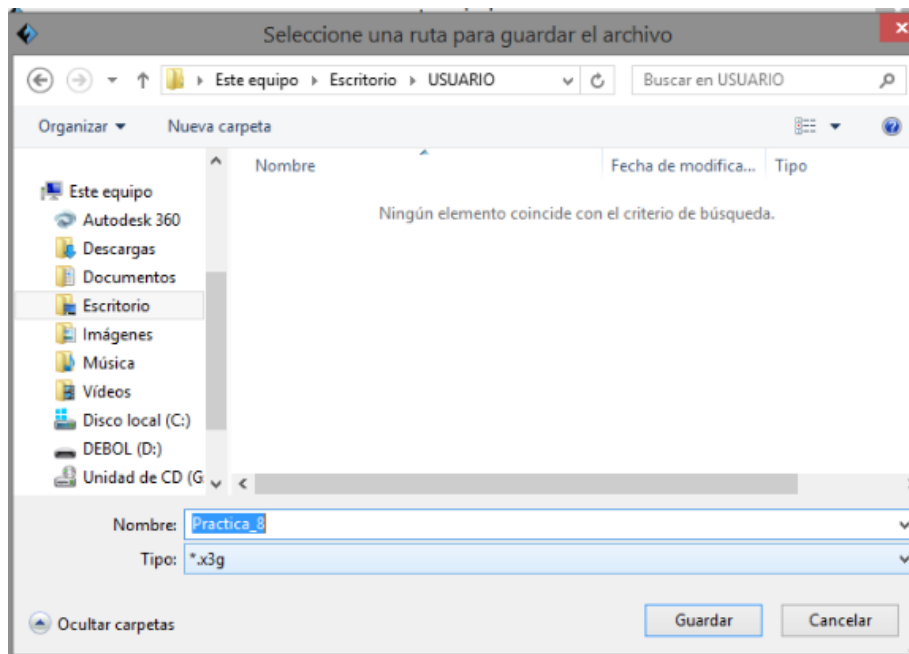 Seleccione una ruta para guardar el archivo
Este equipo Escritorio USUARIO Buscar en USUARIO
Organizar Nueva carpeta
Nombre Fecha de modifica... Tipo
Ningún elemento coincide con el criterio de búsqueda.
Este equipo
Autodesk 360
Descargas
Documentos
Escritorio
Imágenes
Música
Vídeos
Disco local (C:)
DEBOL (D:)
Unidad de CD (G
Nombre: Practica_8
Tipo: *.x3g
Ocultar carpetas Guardar Cancelar